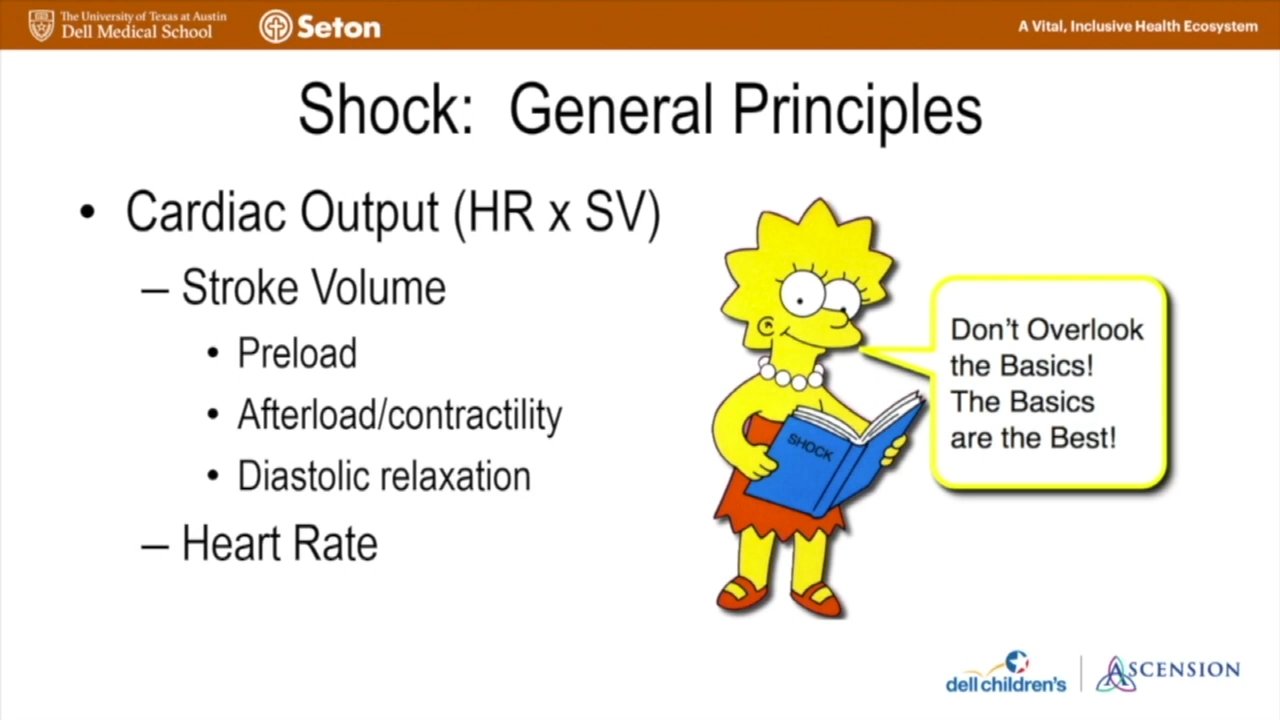 The University of Texas at Austin
Dell Medical School
Seton
A Vital, Inclusive Health Ecosystem
Shock: General Principles
• Cardiac Output (HR x SV)
– Stroke Volume
• Preload
• Afterload/contractility
• Diastolic relaxation
– Heart Rate
SHOCK
Don't Overlook
the Basics!
The Basics
are the Best!
dell children's
ASCENSION